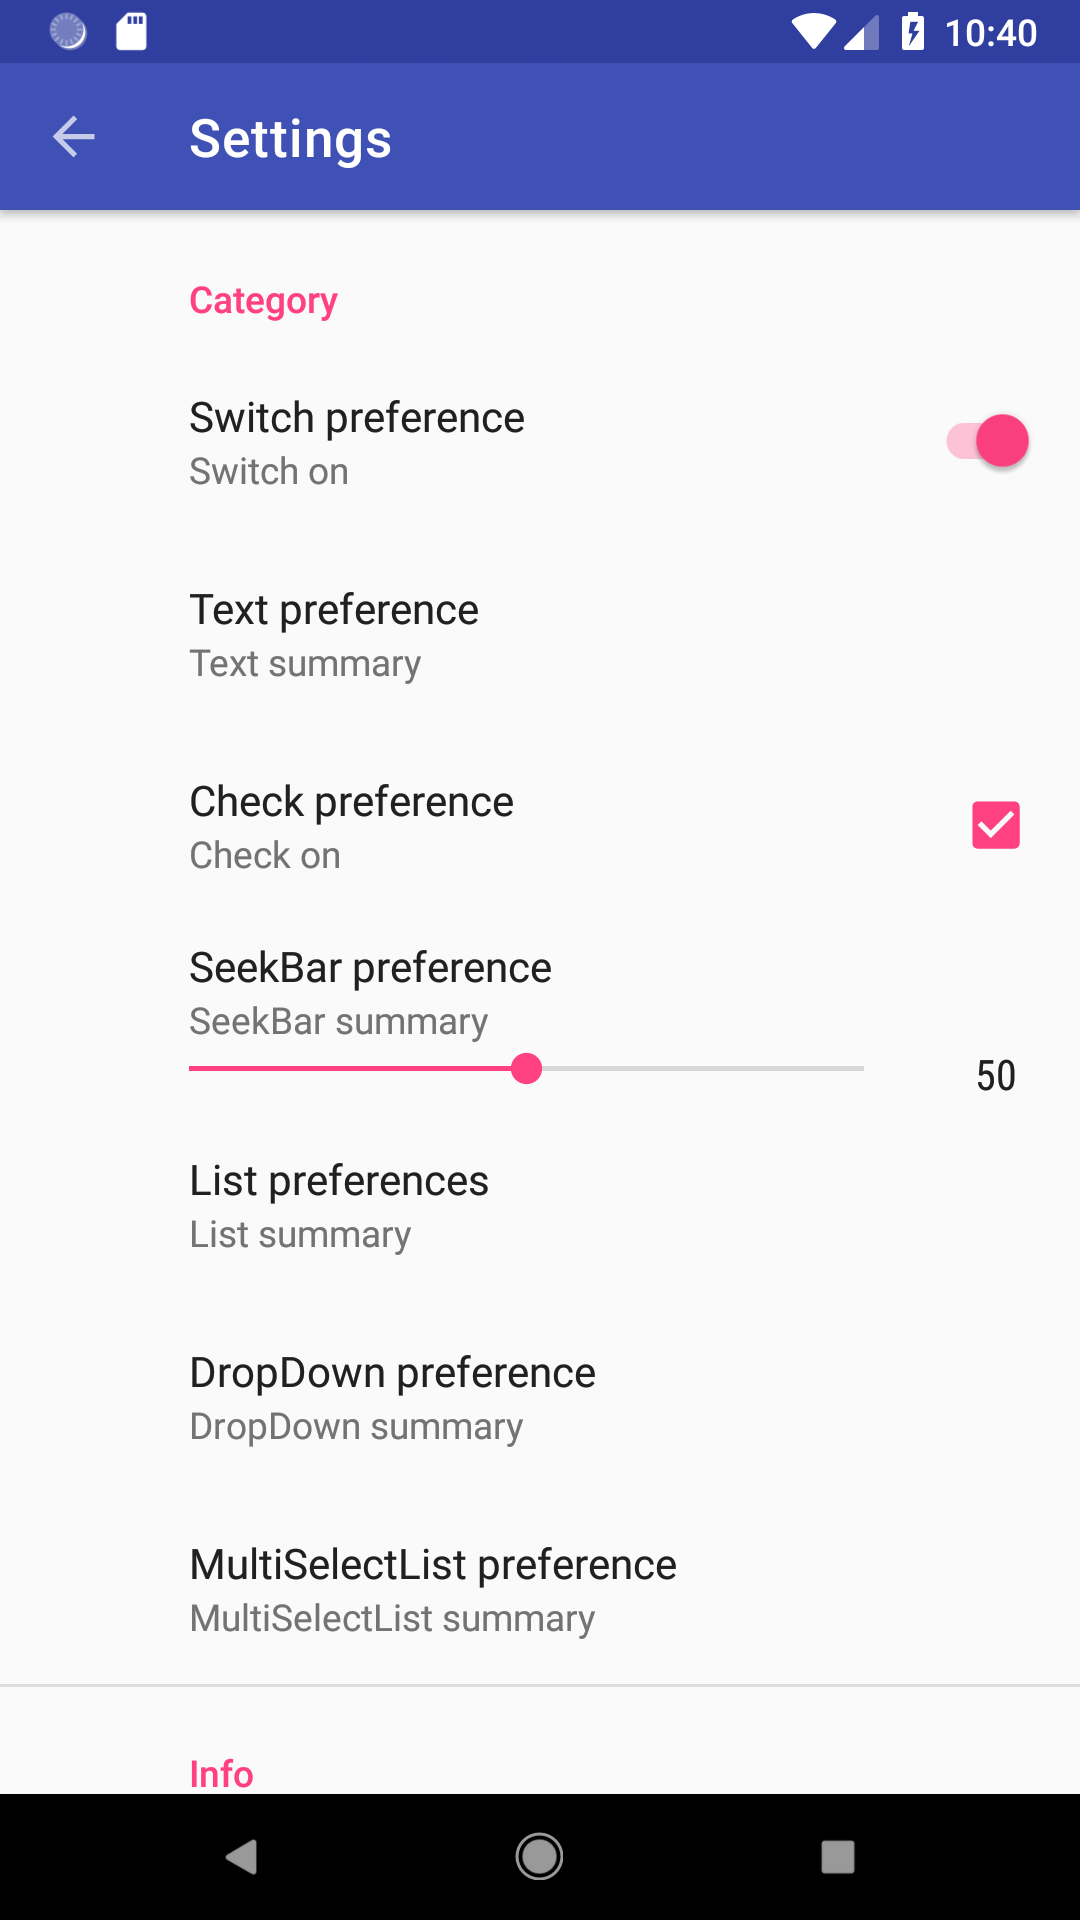 10:40
Settings
Category
Switch preference
Switch on
Text preference
Text summary
Check preference
Check on
SeekBar preference
SeekBar summary
50
List preferences
List summary
DropDown preference
DropDown summary
MultiSelectList preference
MultiSelectList summary
Info